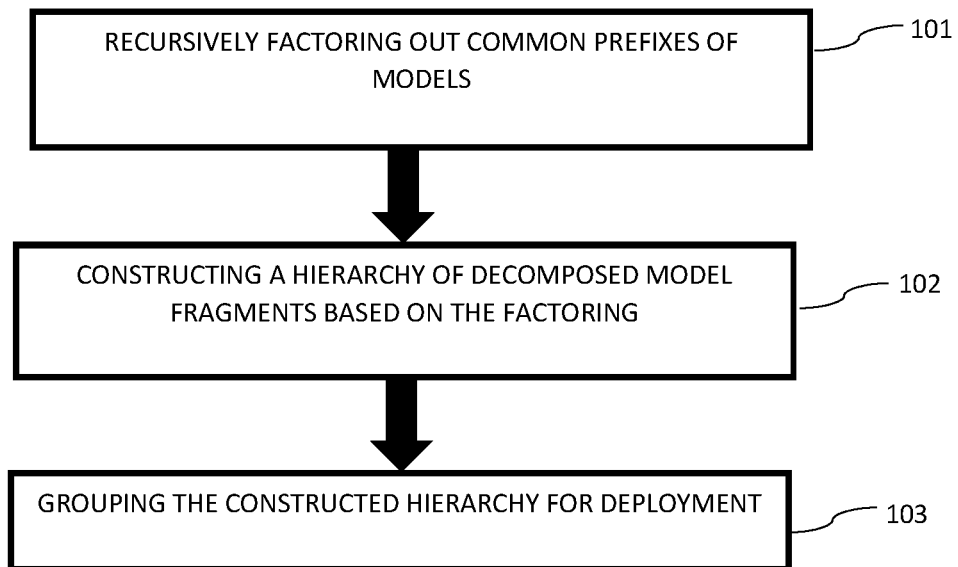 RECURSIVELY FACTORING OUT COMMON PREFIXES OF
MODELS
101
CONSTRUCTING A HIERARCHY OF DECOMPOSED MODEL
FRAGMENTS BASED ON THE FACTORING
102
GROUPING THE CONSTRUCTED HIERARCHY FOR DEPLOYMENT
103